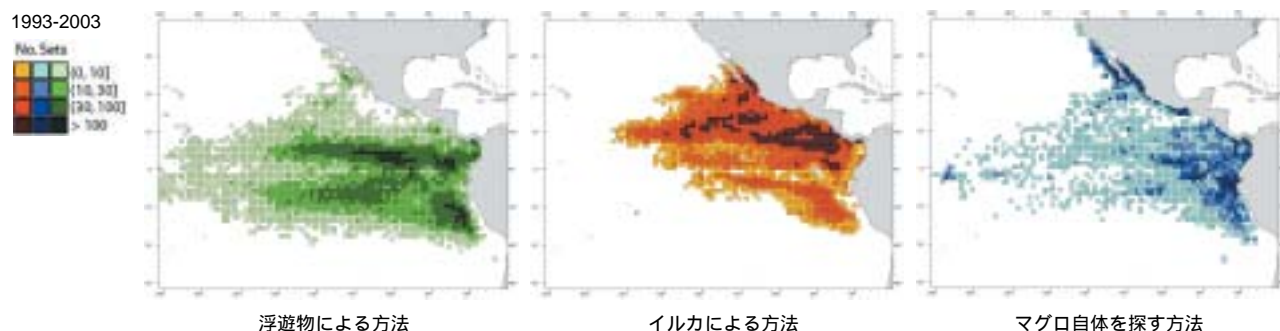 1993-2003
No. Sets
(0, 10]
(10, 30]
(30, 100]
> 100
浮遊物による方法
イルカによる方法
マグロ自体を探す方法